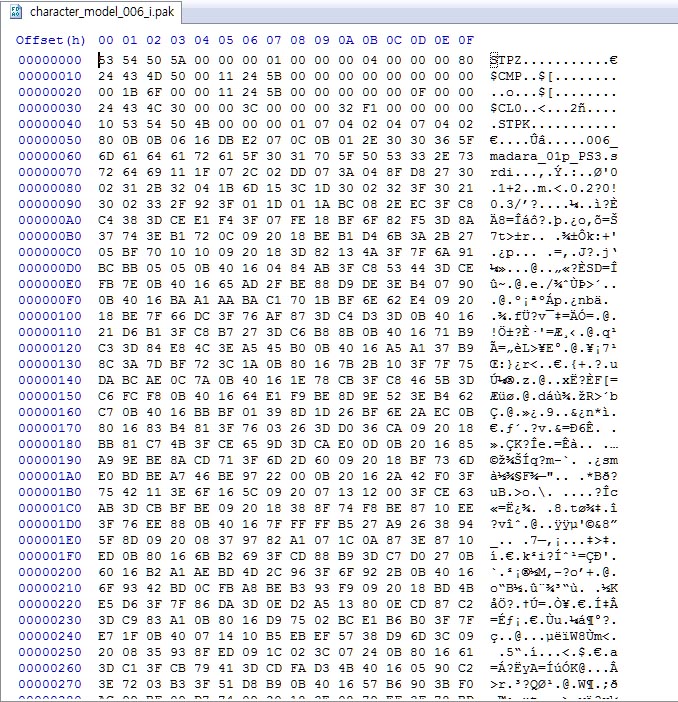 character_model_006_i.pak
Offset(h) 00 01 02 03 04 05 06 07 08 09 0A 0B 0C 0D 0E 0F
00000000 53 54 50 5A 00 00 00 01 00 00 00 04 00 00 00 80 STPZ...........€
00000010 24 43 4D 50 00 11 24 5B 00 00 00 00 00 00 00 00 $CMP..$[........
00000020 00 1B 6F 00 00 11 24 5B 00 00 00 00 00 0F 00 00 ..o...$[........
00000030 24 43 4C 30 00 00 3C 00 00 00 32 F1 00 00 00 00 $CL0..<...2ñ....
00000040 10 53 54 50 4B 00 00 00 01 07 04 02 04 07 04 02 .STPK...........
00000050 80 0B 0B 06 16 DB E2 07 0C 0B 01 2E 30 30 36 5F €....Ûâ.....006_
00000060 6D 61 64 61 72 61 5F 30 31 70 5F 50 53 33 2E 73 madara_01p_PS3.s
00000070 72 64 69 11 1F 07 2C 02 DD 07 3A 04 8F D8 27 30 rdi...,.Ý.:..Ø'0
00000080 02 31 2B 32 04 1B 6D 15 3C 1D 30 02 32 3F 30 21 .1+2..m.<.0.2?0!
00000090 30 02 33 2F 92 3F 01 1D 01 1A BC 08 2E EC 3F C8 0.3/’?....¼..ì?È
000000A0 C4 38 3D CE E1 F4 3F 07 FE 18 BF 6F 82 F5 3D 8A Ä8=Îáô?.þ.¿o‚õ=Š
000000B0 37 74 3E B1 72 0C 09 20 18 BE B1 D4 6B 3A 2B 27 7t>±r.. .¾±Ôk:+'
000000C0 05 BF 70 10 10 09 20 18 3D 82 13 4A 3F 7F 6A 91 .¿p... .=‚.J?.j‘
000000D0 BC BB 05 05 0B 40 16 04 84 AB 3F C8 53 44 3D CE ¼»...@..„«?ÈSD=Î
000000E0 FB 7E 0B 40 16 65 AD 2F BE 88 D9 DE 3E B4 07 90 û~.@.e­/¾ˆÙÞ>´..
000000F0 0B 40 16 BA A1 AA BA C1 70 1B BF 6E 62 E4 09 20 .@.º¡ªºÁp.¿nbä.
00000100 18 BE 7F 66 DC 3F 76 AF 87 3D C4 D3 3D 0B 40 16 .¾.fÜ?v¯‡=ÄÓ=.@.
00000110 21 D6 B1 3F C8 B7 27 3D C6 B8 8B 0B 40 16 71 B9 !Ö±?È·'=Æ¸‹.@.q¹
00000120 C3 3D 84 E8 4C 3E A5 45 B0 0B 40 16 A5 A1 37 B9 Ã=„èL>¥E°.@.¥¡7¹
00000130 8C 3A 7D BF 72 3C 1A 0B 80 16 7B 2B 10 3F 7F 75 Œ:}¿r<..€.{+.?.u
00000140 DA BC AE 0C 7A 0B 40 16 1E 78 CB 3F C8 46 5B 3D Ú¼®.z.@..xË?ÈF[=
00000150 C6 FC F8 0B 40 16 64 E1 F9 BE 8D 9E 52 3E B4 62 Æüø.@.dáù¾.žR>´b
00000160 C7 0B 40 16 BB BF 01 39 8D 1D 26 BF 6E 2A EC 0B Ç.@.»¿.9..&¿n*ì.
00000170 80 16 83 B4 81 3F 76 03 26 3D D0 36 CA 09 20 18 €.ƒ´.?v.&=Ð6Ê. .
00000180 BB 81 C7 4B 3F CE 65 9D 3D CA E0 0D 0B 20 16 85 ».ÇK?Îe.=Êà.. .…
00000190 A9 9E BE 8A CD 71 3F 6D 2D 60 09 20 18 BF 73 6D ©ž¾ŠÍq?m-`. .¿sm
000001A0 E0 BD BE A7 46 BE 97 22 00 0B 20 16 2A 42 F0 3F à½¾§F¾—".. .*Bð?
000001B0 75 42 11 3E 6F 16 5C 09 20 07 13 12 00 3F CE 63 uB.>o.\. ....?Îc
000001C0 AB 3D CB BF BE 09 20 18 38 8F 74 F8 BE 87 10 EE «=Ë¿¾. .8.tø¾‡.î
000001D0 3F 76 EE 88 0B 40 16 7F FF FF B5 27 A9 26 38 94 ?vîˆ.@..ÿÿµ'©&8”
000001E0 5F 8D 09 20 08 37 97 82 A1 07 1C 0A 87 3E 87 10 _.. .7—‚¡...‡>‡.
000001F0 ED 0B 80 16 6B B2 69 3F CD 88 B9 3D C7 D0 27 0B í.€.k²i?Íˆ¹=ÇÐ'.
00000200 60 16 B2 A1 AE BD 4D 2C 96 3F 6F 92 2B 0B 40 16 `.²¡®½M,–?o’+.@.
00000210 6F 93 42 BD 0C FB A8 BE B3 93 F9 09 20 18 BD 4B o“B½.û¨¾³“ù. .½K
00000220 E5 D6 3F 7F 86 DA 3D 0E D2 A5 13 80 0E CD 87 C2 åÖ?.†Ú=.Ò¥.€.Í‡Â
00000230 3D C9 83 A1 0B 80 16 D9 75 02 BC E1 B6 B0 3F 7F =Éƒ¡.€.Ùu.¼á¶°?.
00000240 E7 1F 0B 40 07 14 10 B5 EB EF 57 38 D9 6D 3C 09 ç..@...µëïW8Ùm<.
00000250 20 08 35 93 8F ED 09 1C 02 3C 07 24 0B 80 16 61  .5“.í...<.$.€.a
00000260 3D C1 3F CB 79 41 3D CD FA D3 4B 40 16 05 90 C2 =Á?ËyA=ÍúÓK@...Â
00000270 3E 72 03 B3 3F 51 D8 B9 0B 40 16 57 B6 90 3B F0 >r.³?QØ¹.@.W¶.;ð